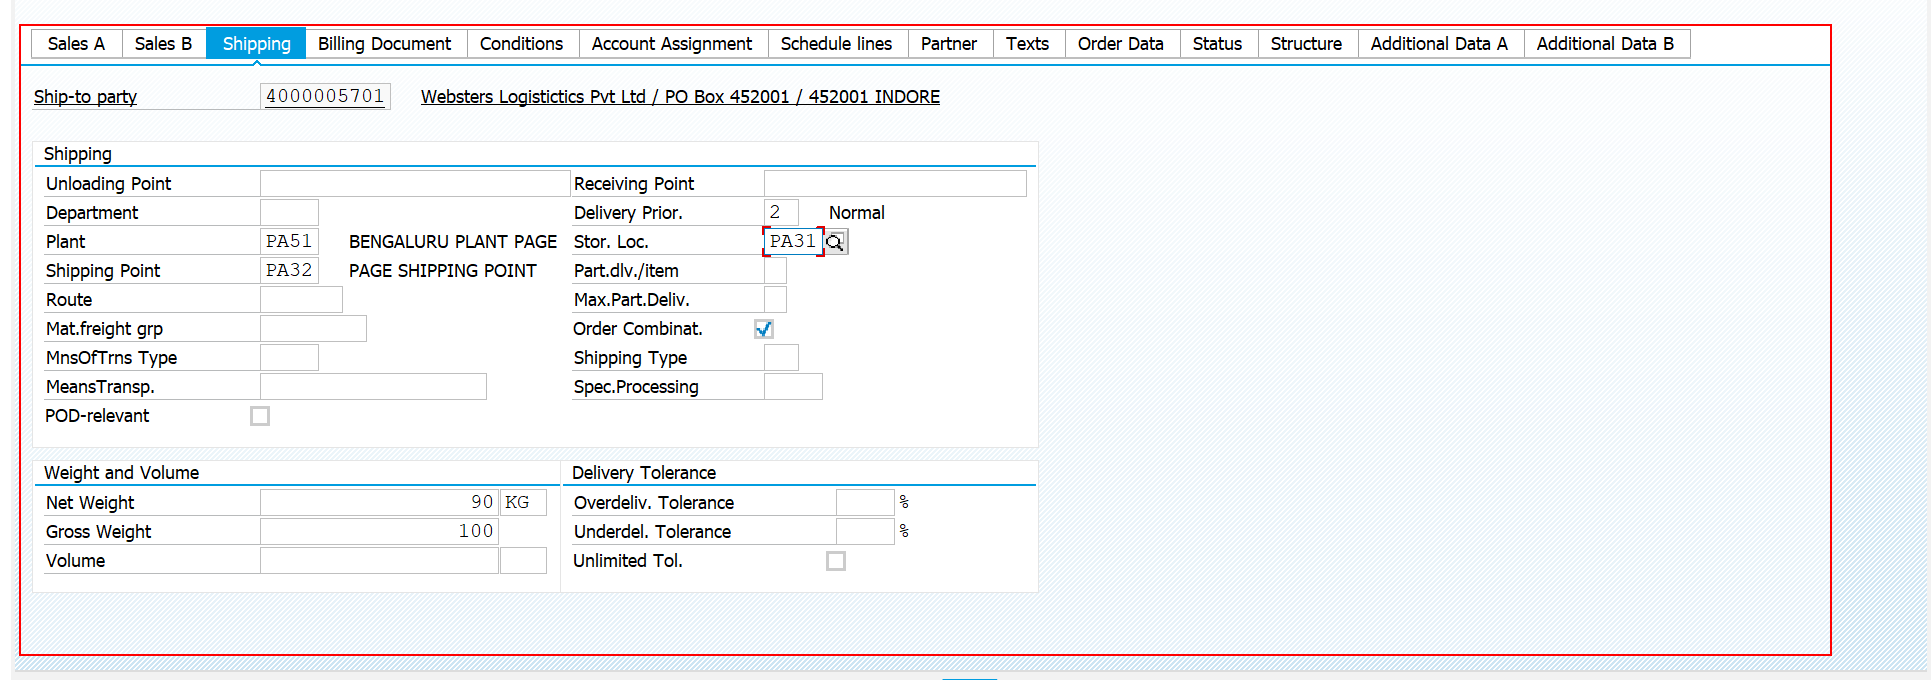 Sales A Sales B Shipping Billing Document Conditions Account Assignment Schedule lines Partner Texts Order Data Status Structure Additional Data A Additional Data B
Ship-to party 4000005701 Websters Logistictics Pvt Ltd / PO Box 452001 / 452001 INDORE
Shipping
Unloading Point Receiving Point
Department Delivery Prior. 2 Normal
Plant PA51 BENGALURU PLANT PAGE Stor. Loc. PA31
Shipping Point PA32 PAGE SHIPPING POINT Part.dlv./item
Route Max.Part.Deliv.
Mat.freight grp Order Combinat.
MnsOfTrns Type Shipping Type
MeansTransp. Spec.Processing
POD-relevant
Weight and Volume Delivery Tolerance
Net Weight 90 KG Overdeliv. Tolerance %
Gross Weight 100 Underdel. Tolerance %
Volume Unlimited Tol.